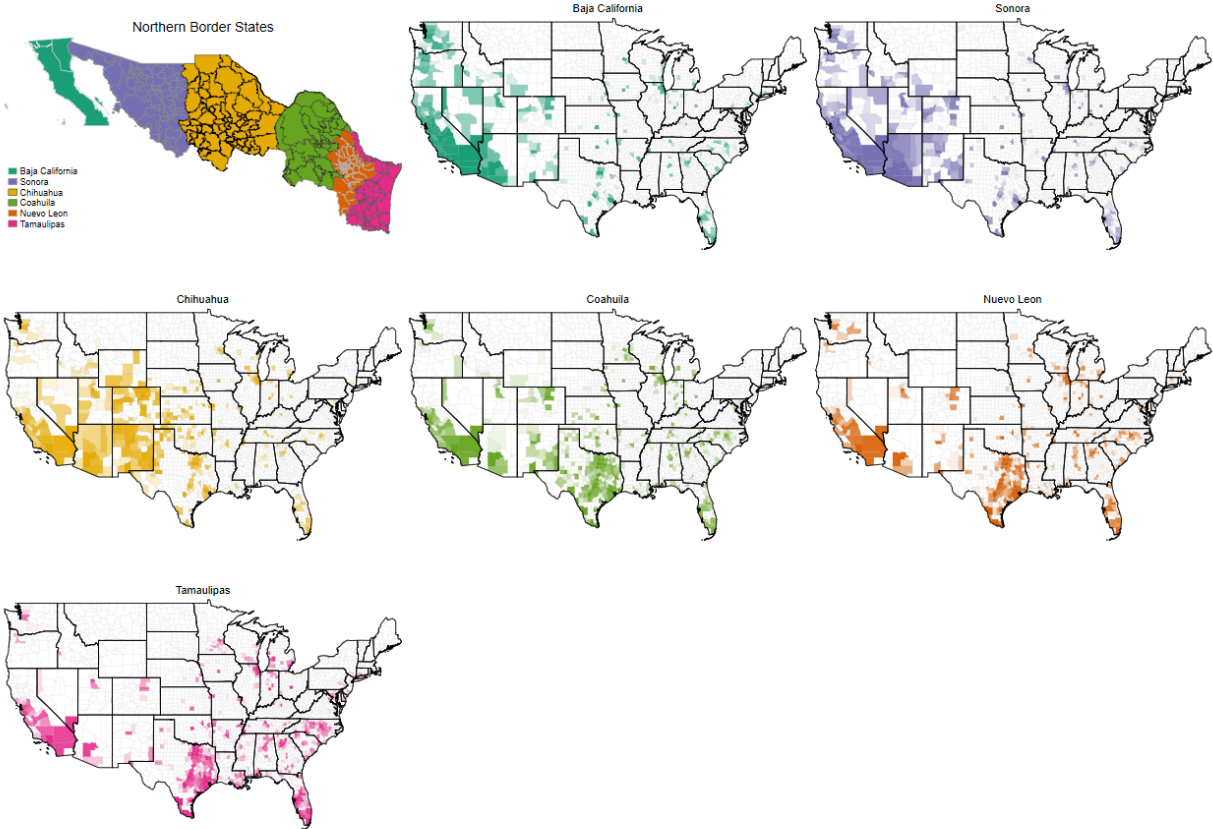 Northern Border States
Baja California
Sonora
Baja California
Sonora
Chihuahua
Coahuila
Nuevo Leon
Tamaulipas
Chihuahua
Coahuila
Nuevo Leon
Tamaulipas